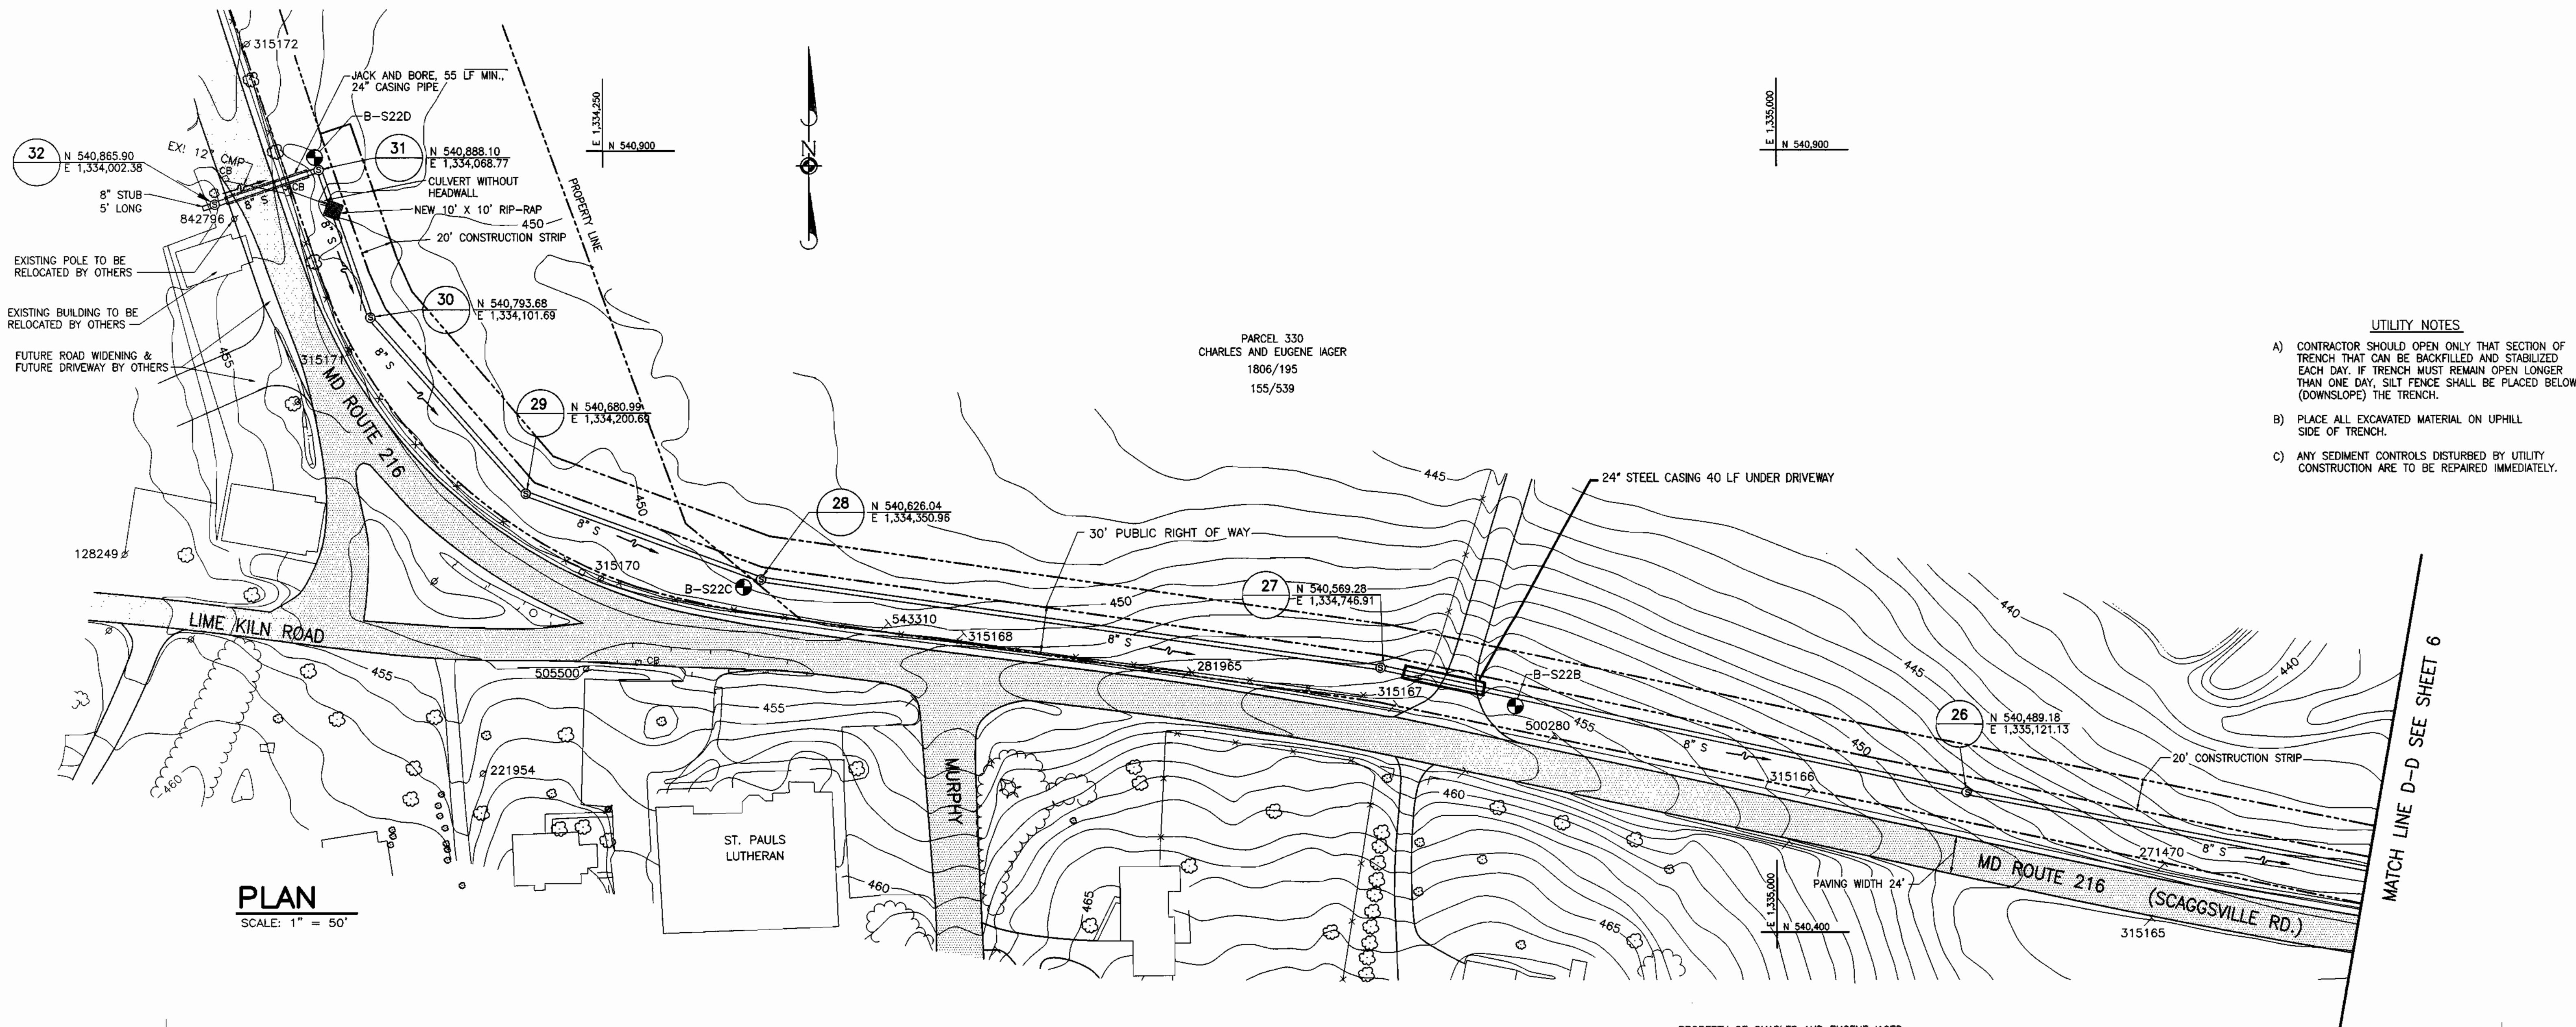 315172
JACK AND BORE, 55 LF MIN.,
24" CASING PIPE
B-S22D
32
N 540,865.90
E 1,334,002.38
EX. 12" CMP
CB
CB
31
N 540,888.10
E 1,334,068.77
8" STUB
5' LONG
8" S
842796
CULVERT WITHOUT
HEADWALL
NEW 10' X 10' RIP-RAP
450
20' CONSTRUCTION STRIP
8" S
PROPERTY LINE
E 1,334,250
N 540,900
N
E 1,335,000
N 540,900
EXISTING POLE TO BE
RELOCATED BY OTHERS
EXISTING BUILDING TO BE
RELOCATED BY OTHERS
FUTURE ROAD WIDENING &
FUTURE DRIVEWAY BY OTHERS
455
30
N 540,793.68
E 1,334,101.69
315171
8" S
MD ROUTE 216
29
N 540,680.99
E 1,334,200.69
PARCEL 330
CHARLES AND EUGENE IAGER
1806/195
155/539
UTILITY NOTES
A) CONTRACTOR SHOULD OPEN ONLY THAT SECTION OF
TRENCH THAT CAN BE BACKFILLED AND STABILIZED
EACH DAY. IF TRENCH MUST REMAIN OPEN LONGER
THAN ONE DAY, SILT FENCE SHALL BE PLACED BELOW
(DOWNSLOPE) THE TRENCH.
B) PLACE ALL EXCAVATED MATERIAL ON UPHILL
SIDE OF TRENCH.
C) ANY SEDIMENT CONTROLS DISTURBED BY UTILITY
CONSTRUCTION ARE TO BE REPAIRED IMMEDIATELY.
445
24" STEEL CASING 40 LF UNDER DRIVEWAY
450
28
N 540,626.04
E 1,334,350.96
8" S
30' PUBLIC RIGHT OF WAY
128249
315170
B-S22C
27
N 540,569.28
E 1,334,746.91
450
440
543310
315168
8" S
LIME KILN ROAD
281965
445
440
CB
505500
455
315167
B-S22B
455
500280
26
N 540,489.18
E 1,335,121.13
455
8" S
450
20' CONSTRUCTION STRIP
315166
221954
460
MURPHY
460
ST. PAULS
LUTHERAN
460
465
E 1,335,000
N 540,400
PAVING WIDTH 24'
465
271470
8" S
MD ROUTE 216
(SCAGGSVILLE RD.)
315165
MATCH LINE D-D SEE SHEET 6
PLAN
SCALE: 1" = 50'